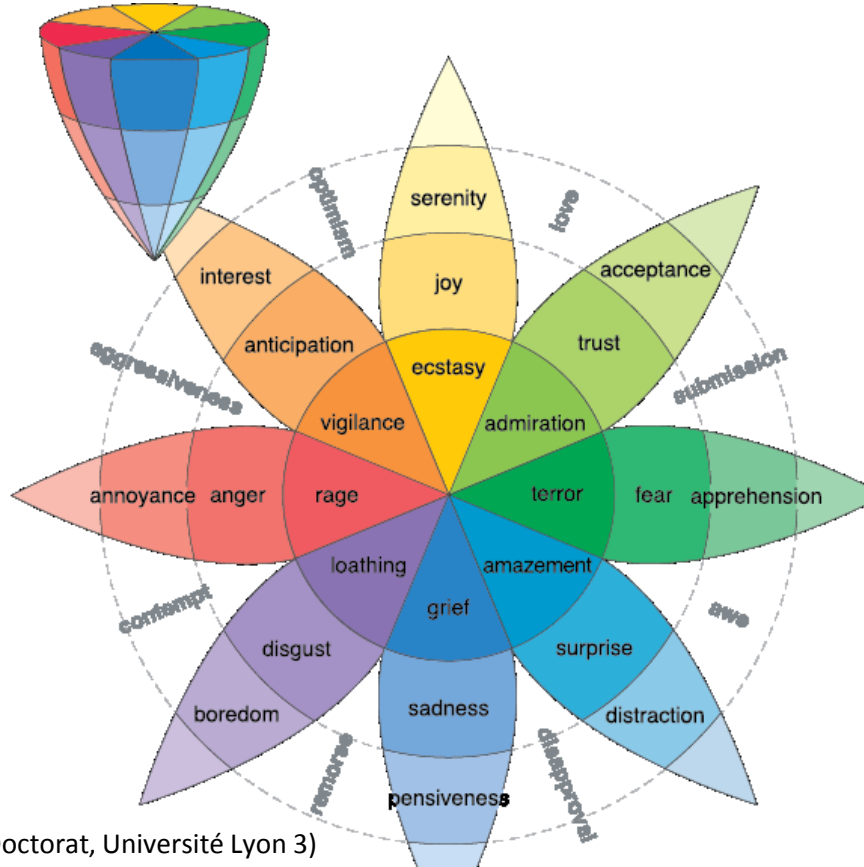 optimism
love
serenity
interest
acceptance
joy
anticipation
trust
aggressiveness
submission
ecstasy
vigilance
admiration
annoyance anger rage terror fear apprehension
loathing amazement
grief
contempt
awe
disgust
surprise
boredom
sadness
distraction
remorse
disapproval
pensiveness
Doctorat, Université Lyon 3)